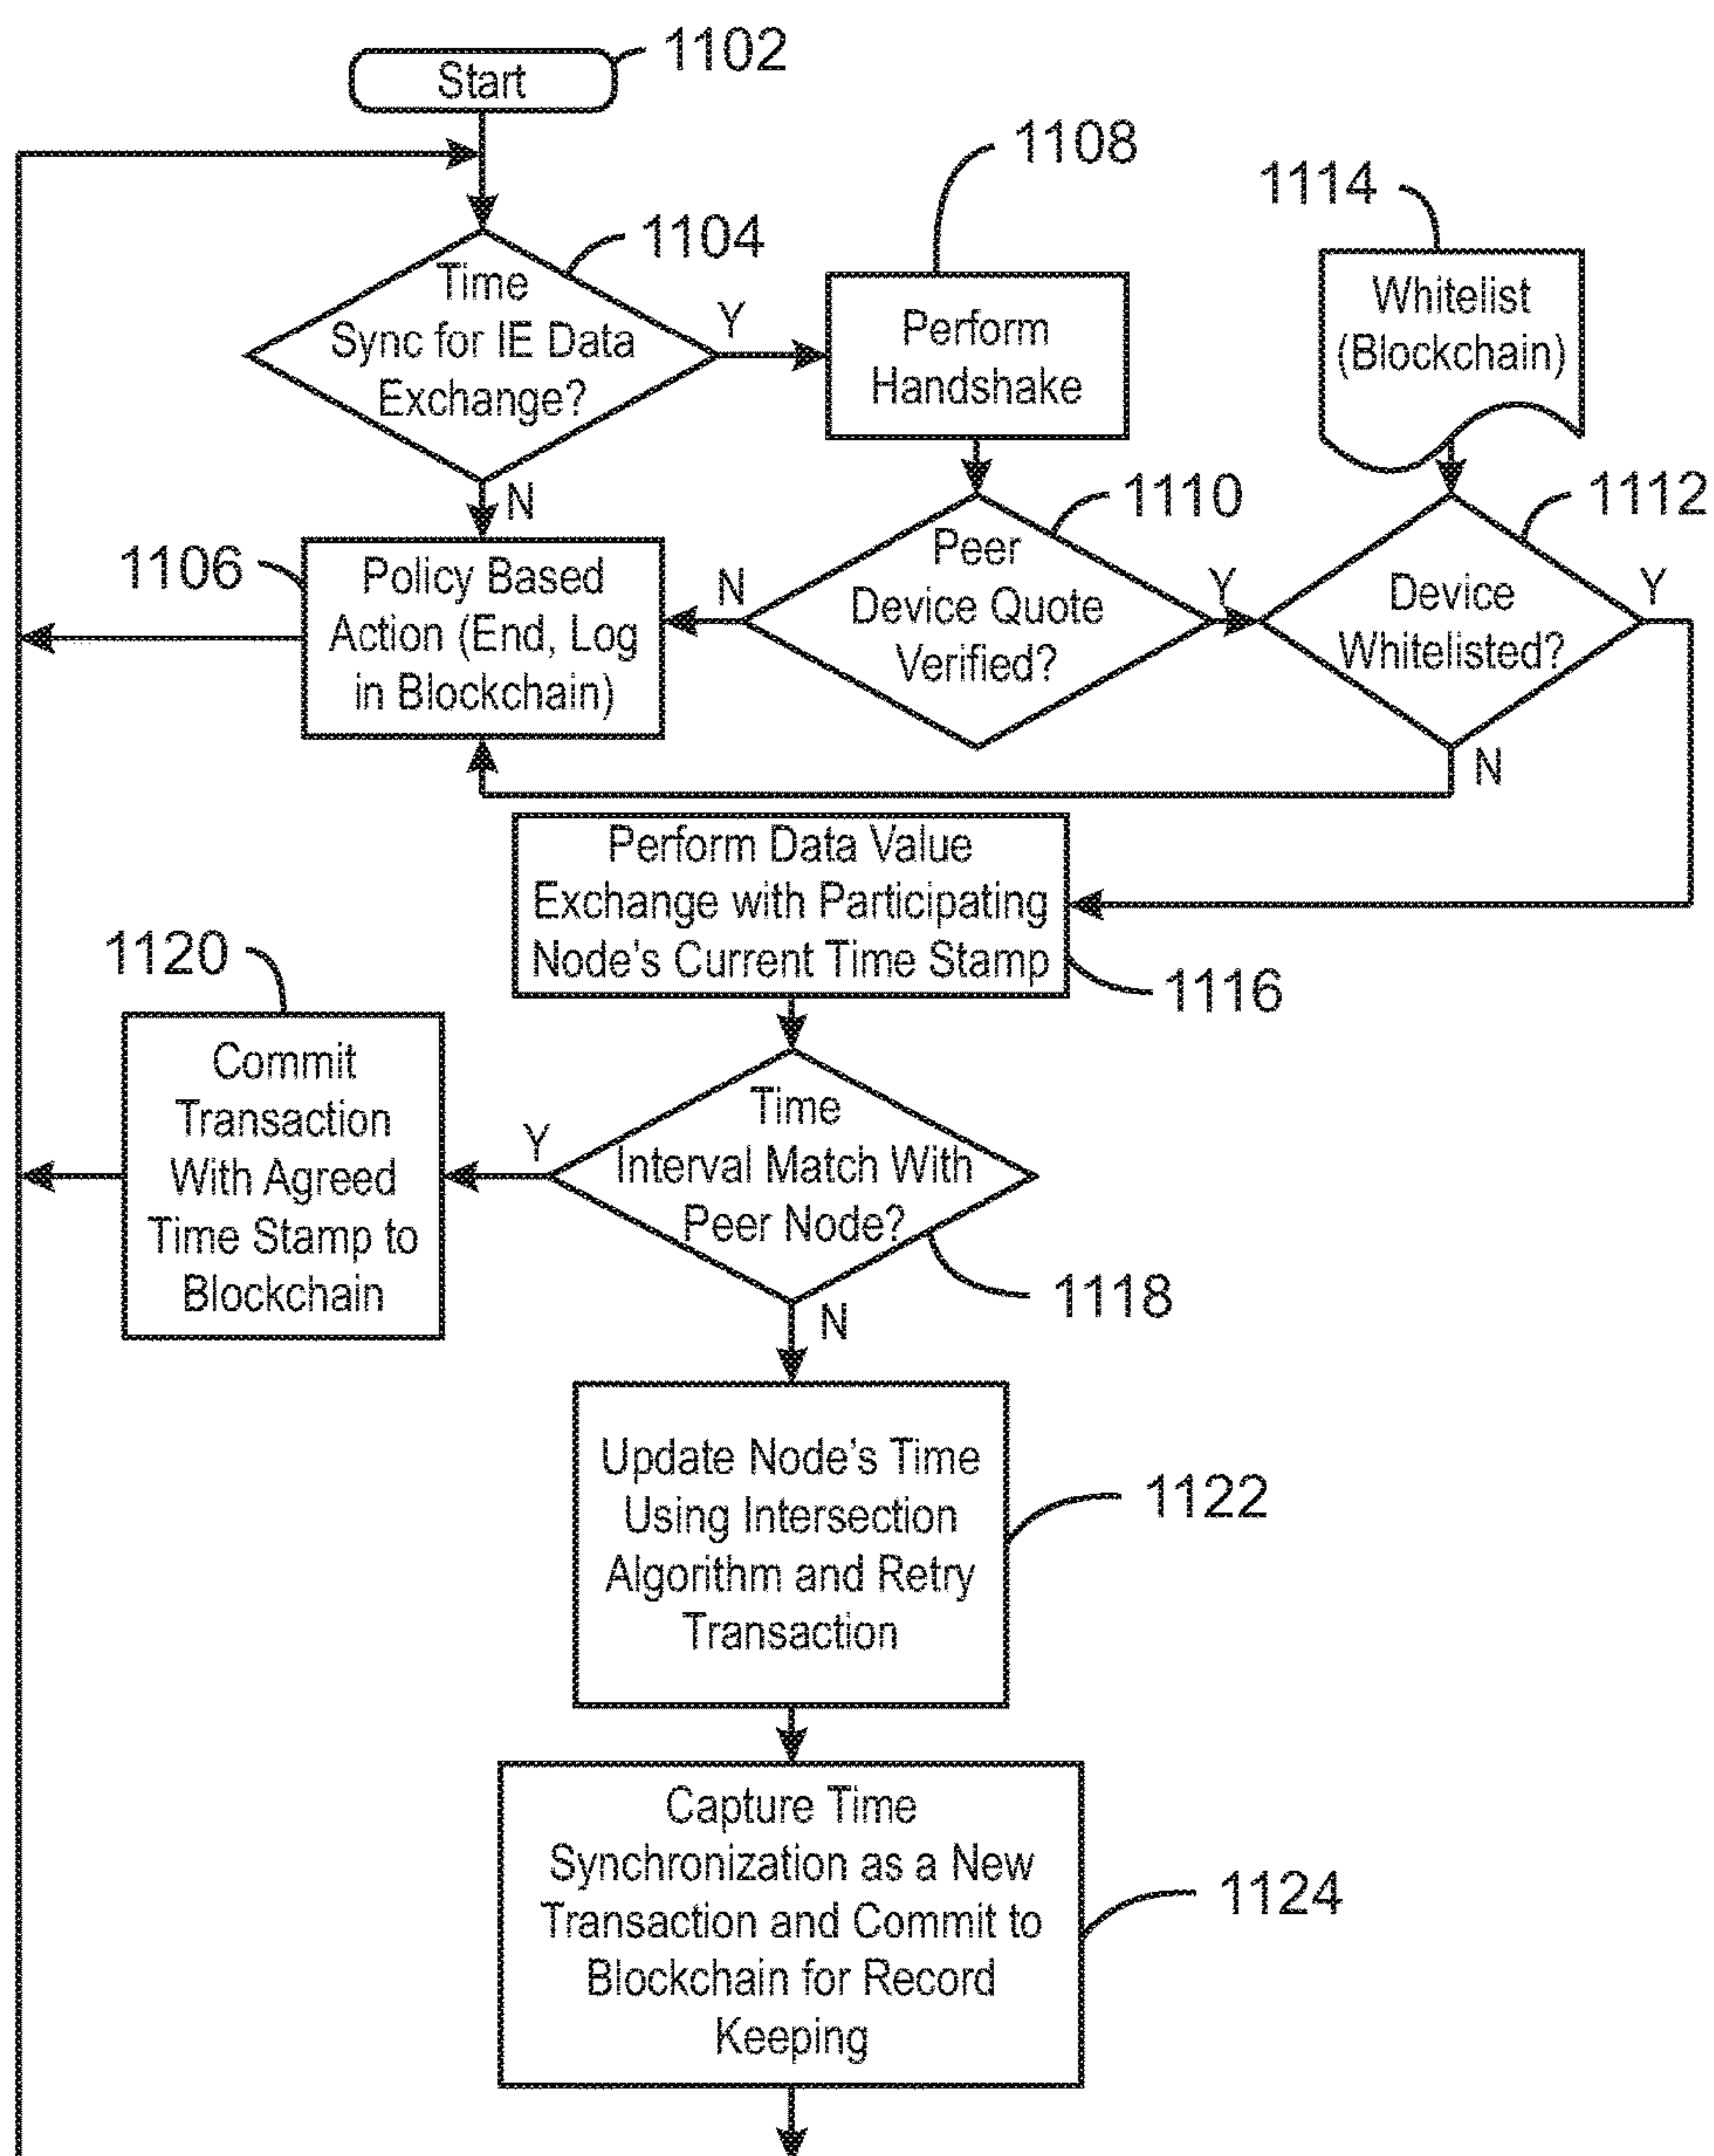 Start
1102
1104
Time
Sync for IE Data
Exchange?
Y
N
1108
Perform
Handshake
1114
Whitelist
(Blockchain)
1106
Policy Based
Action (End, Log
in Blockchain)
1110
Peer
Device Quote
Verified?
N
Y
1112
Device
Whitelisted?
Y
N
Perform Data Value
Exchange with Participating
Node's Current Time Stamp
1116
1120
Commit
Transaction
With Agreed
Time Stamp to
Blockchain
Y
Time
Interval Match With
Peer Node?
1118
N
Update Node's Time
Using Intersection
Algorithm and Retry
Transaction
1122
Capture Time
Synchronization as a New
Transaction and Commit to
Blockchain for Record
Keeping
1124